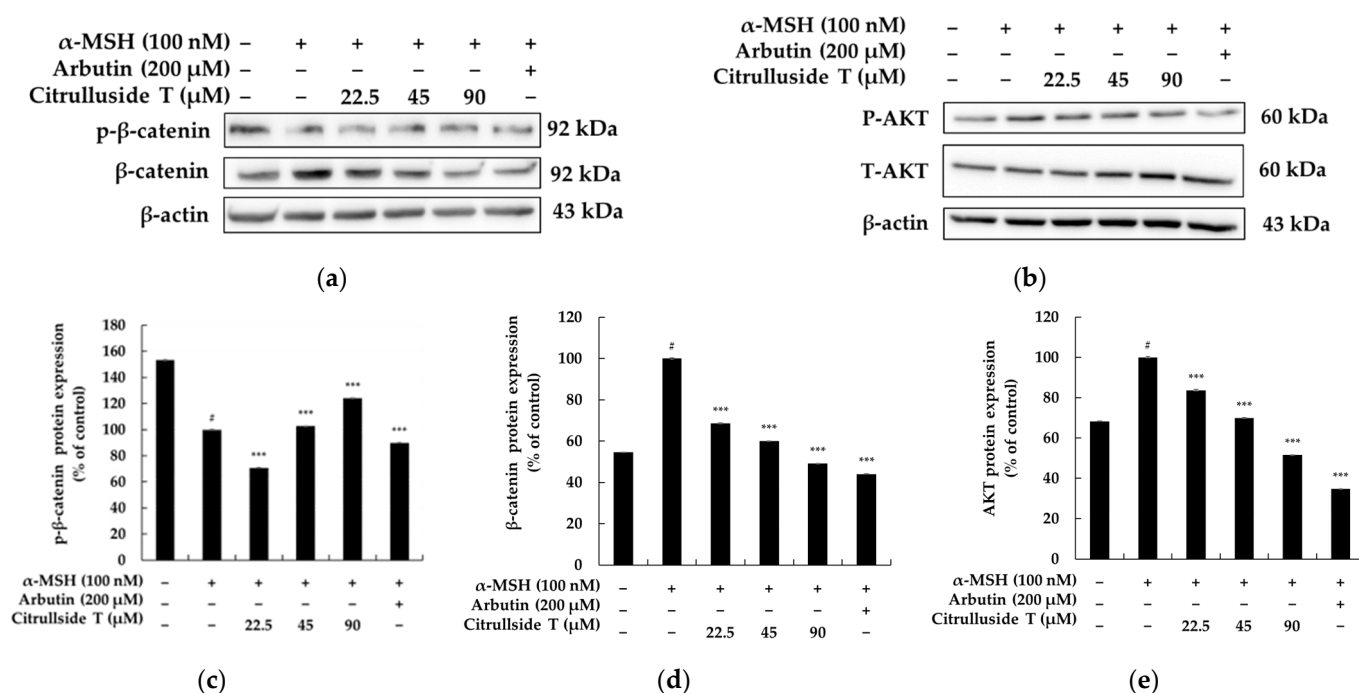 α-MSH (100 nM) – + + + + +
Arbutin (200 μM) – – – – – +
Citrulluside T (μM) – – 22.5 45 90 –
p-β-catenin 92 kDa
β-catenin 92 kDa
β-actin 43 kDa
(a)
α-MSH (100 nM) – + + + + +
Arbutin (200 μM) – – – – – +
Citrulluside T (μM) – – 22.5 45 90 –
P-AKT 60 kDa
T-AKT 60 kDa
β-actin 43 kDa
(b)
p-β-catenin protein expression
(% of control)
180
160
140
120
100
80
60
40
20
0
# *** *** *** ***
α-MSH (100 nM) – + + + + +
Arbutin (200 μM) – – – – – +
Citrullside T (μM) – – 22.5 45 90 –
(c)
β-catenin protein expression
(% of control)
120
100
80
60
40
20
0
# *** *** *** ***
α-MSH (100 nM) – + + + + +
Arbutin (200 μM) – – – – – +
Citrullside T (μM) – – 22.5 45 90 –
(d)
AKT protein expression
(% of control)
120
100
80
60
40
20
0
# *** *** *** ***
α-MSH (100 nM) – + + + + +
Arbutin (200 μM) – – – – – +
Citrulluside T (μM) – – 22.5 45 90 –
(e)